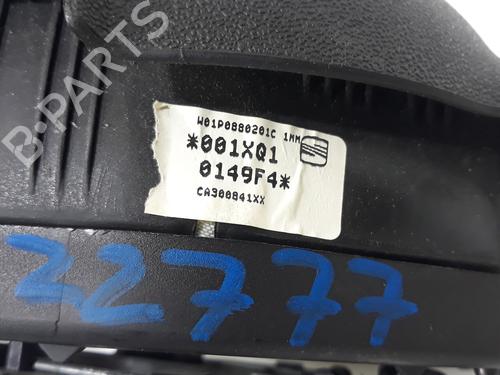 B-PARTS
W01P0880201C 1MM
*001XQ1
0149F4*
CA300841XX
22777